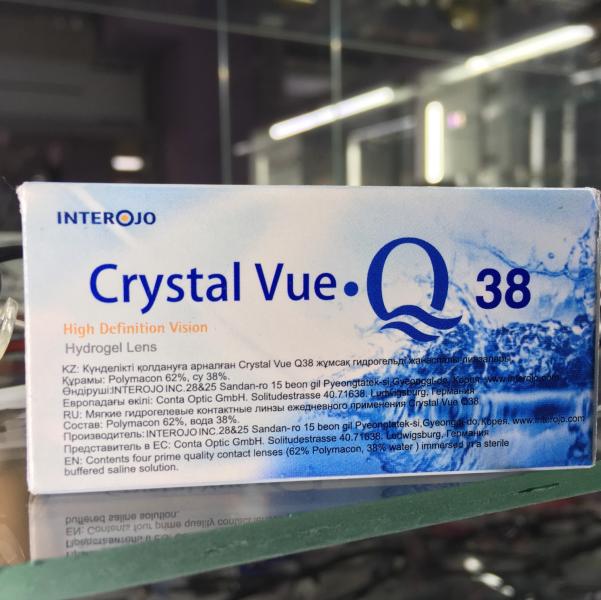 INTEROJO
Crystal Vue • Q 38
High Definition Vision
Hydrogel Lens
KZ: Күнделікті қолдануға арналған Crystal Vue Q38 жұмсақ гидрогельді жанаспалы линзалары.
Құрамы: Polymacon 62%, су 38%.
Өндіруші:INTEROJO INC.28&25 Sandan-ro 15 beon gil Pyeongtatek-si,Gyeonggi-do, Корея. www.interojo.com
Европадағы өкілі: Conta Optic GmbH. Solitudestrasse 40.71638. Ludwigsburg, Германия
RU: Мягкие гидрогелевые контактные линзы ежедневного применения Crystal Vue Q38.
Состав: Polymacon 62%, вода 38%.
Производитель:INTEROJO INC.28&25 Sandan-ro 15 beon gil Pyeongtatek-si,Gyeonggi-do, Корея. www.interojo.com
Представитель в ЕС: Conta Optic GmbH. Solitudestrasse 40.71638. Ludwigsburg, Германия
EN: Contents four prime quality contact lenses (62% Polymacon, 38% water ) immersed in a sterile
buffered saline solution.